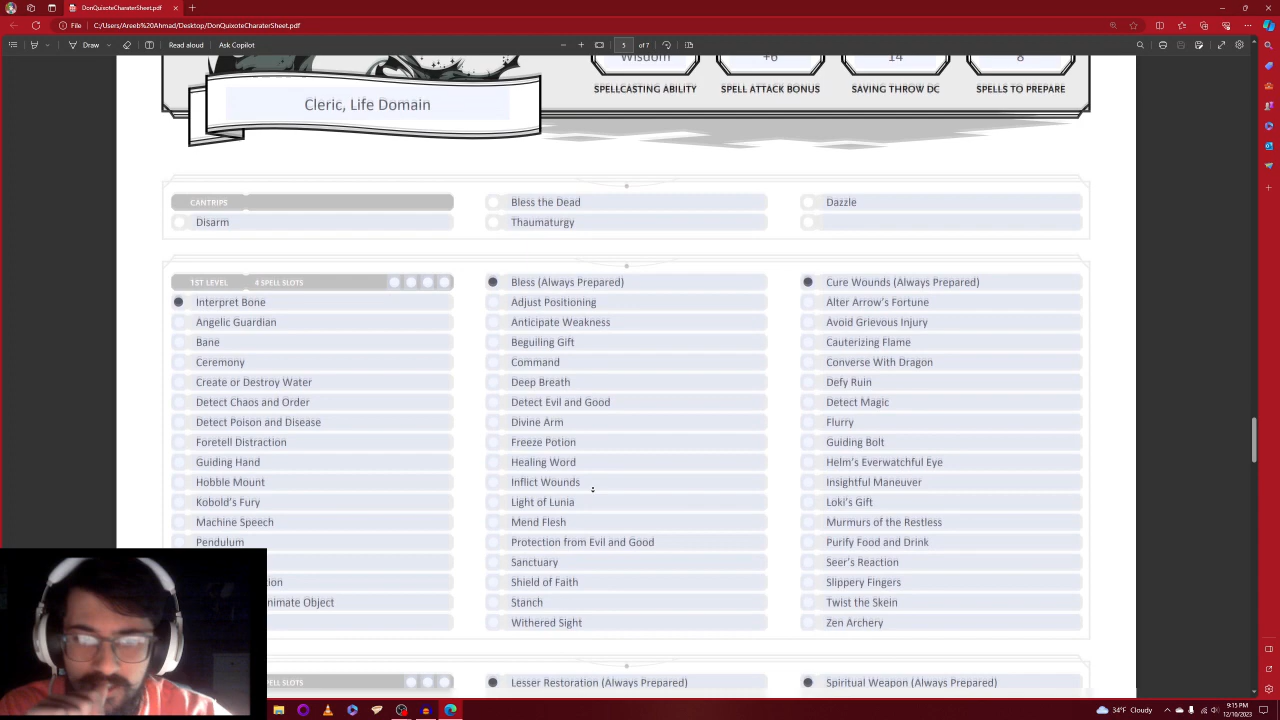 DonQuixoteCharaterSheet.pdf
File
C:/Users/Areeb%20Ahmad/Desktop/DonQuixoteCharaterSheet.pdf
Draw
Read aloud
Ask Copilot
5
of 7
Wisdom
+6
14
8
SPELLCASTING ABILITY
SPELL ATTACK BONUS
SAVING THROW DC
SPELLS TO PREPARE
Cleric, Life Domain
CANTRIPS
Bless the Dead
Dazzle
Disarm
Thaumaturgy
1ST LEVEL
4 SPELL SLOTS
Bless (Always Prepared)
Cure Wounds (Always Prepared)
Interpret Bone
Adjust Positioning
Alter Arrow's Fortune
Angelic Guardian
Anticipate Weakness
Avoid Grievous Injury
Bane
Beguiling Gift
Cauterizing Flame
Ceremony
Command
Converse With Dragon
Create or Destroy Water
Deep Breath
Defy Ruin
Detect Chaos and Order
Detect Evil and Good
Detect Magic
Detect Poison and Disease
Divine Arm
Flurry
Foretell Distraction
Freeze Potion
Guiding Bolt
Guiding Hand
Healing Word
Helm's Everwatchful Eye
Hobble Mount
Inflict Wounds
Insightful Maneuver
Kobold's Fury
Light of Lunia
Loki's Gift
Machine Speech
Mend Flesh
Murmurs of the Restless
Pendulum
Protection from Evil and Good
Purify Food and Drink
Sanctuary
Seer's Reaction
Shield of Faith
Slippery Fingers
Object
Stanch
Twist the Skein
Withered Sight
Zen Archery
SPELL SLOTS
Lesser Restoration (Always Prepared)
Spiritual Weapon (Always Prepared)
34°F Cloudy
9:15 PM
12/10/2023